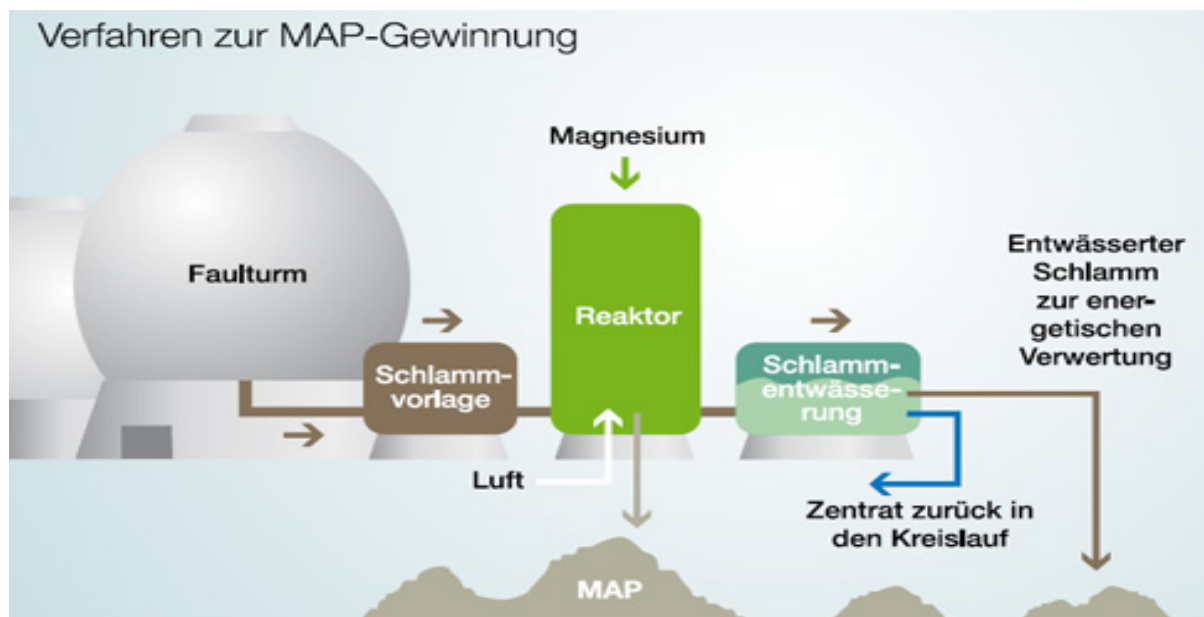 Verfahren zur MAP-Gewinnung
Magnesium
Faulturm
Reaktor
Entwässerter
Schlamm
zur ener-
getischen
Verwertung
Schlamm-
vorlage
Schlamm-
entwässe-
rung
Luft
Zentrat zurück in
den Kreislauf
MAP